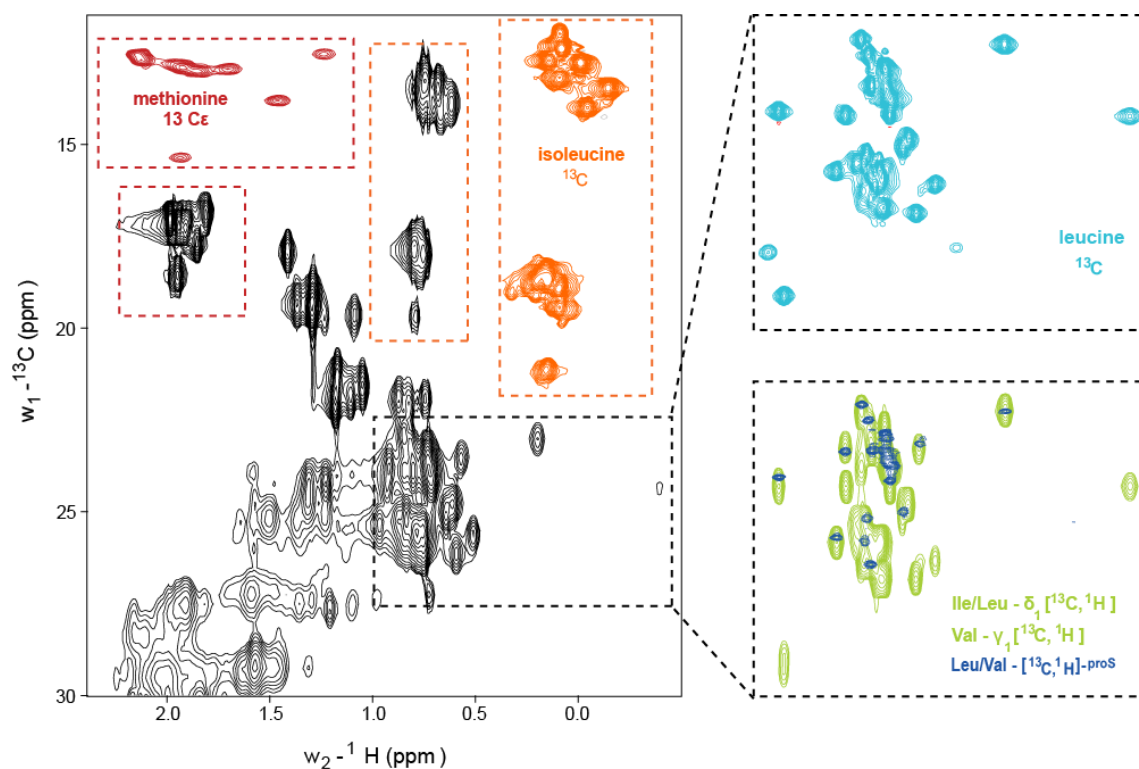 methionine
13 Cε
isoleucine
¹³C
leucine
¹³C
15
20
25
30
w₁ - ¹³C (ppm)
2.0 1.5 1.0 0.5 0.0
w₂ - ¹ H (ppm)
Ile/Leu - δ₁ [¹³C, ¹H ]
Val - γ₁ [¹³C, ¹H ]
Leu/Val - [¹³C,¹H]-ᵖʳᵒˢ